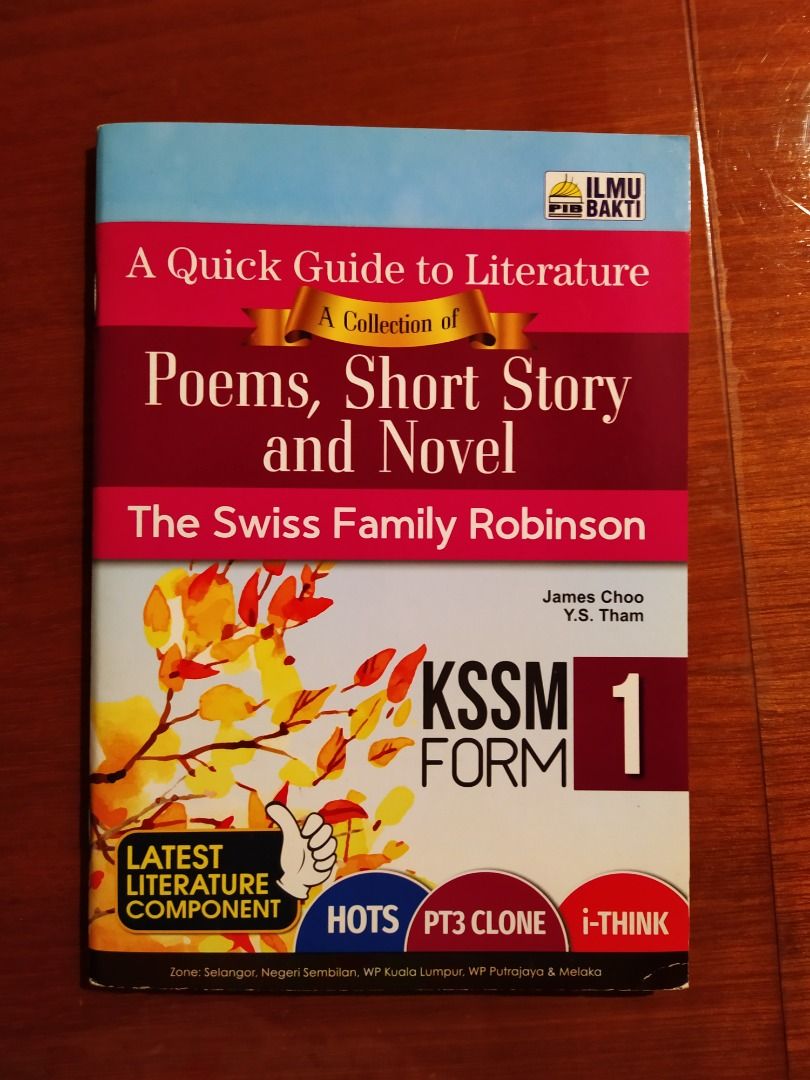 ILMU
BAKTI
PIB
A Quick Guide to Literature
A Collection of
Poems, Short Story
and Novel
The Swiss Family Robinson
James Choo
Y.S. Tham
KSSM
FORM
1
LATEST
LITERATURE
COMPONENT
HOTS
PT3 CLONE
i-THINK
Zone: Selangor, Negeri Sembilan, WP Kuala Lumpur, WP Putrajaya & Melaka